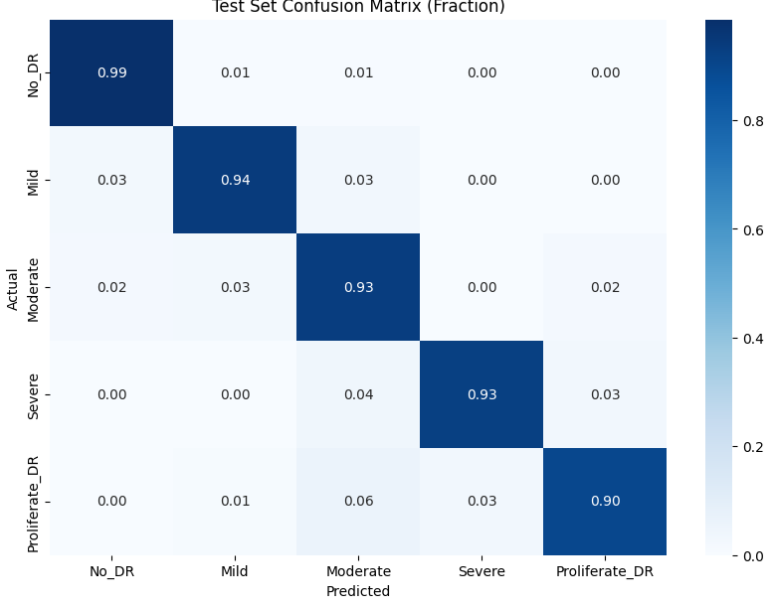 Test Set Confusion Matrix (Fraction)
Actual
No_DR 0.99 0.01 0.01 0.00 0.00
Mild 0.03 0.94 0.03 0.00 0.00
Moderate 0.02 0.03 0.93 0.00 0.02
Severe 0.00 0.00 0.04 0.93 0.03
Proliferate_DR 0.00 0.01 0.06 0.03 0.90
No_DR Mild Moderate Severe Proliferate_DR
Predicted
0.8
0.6
0.4
0.2
0.0